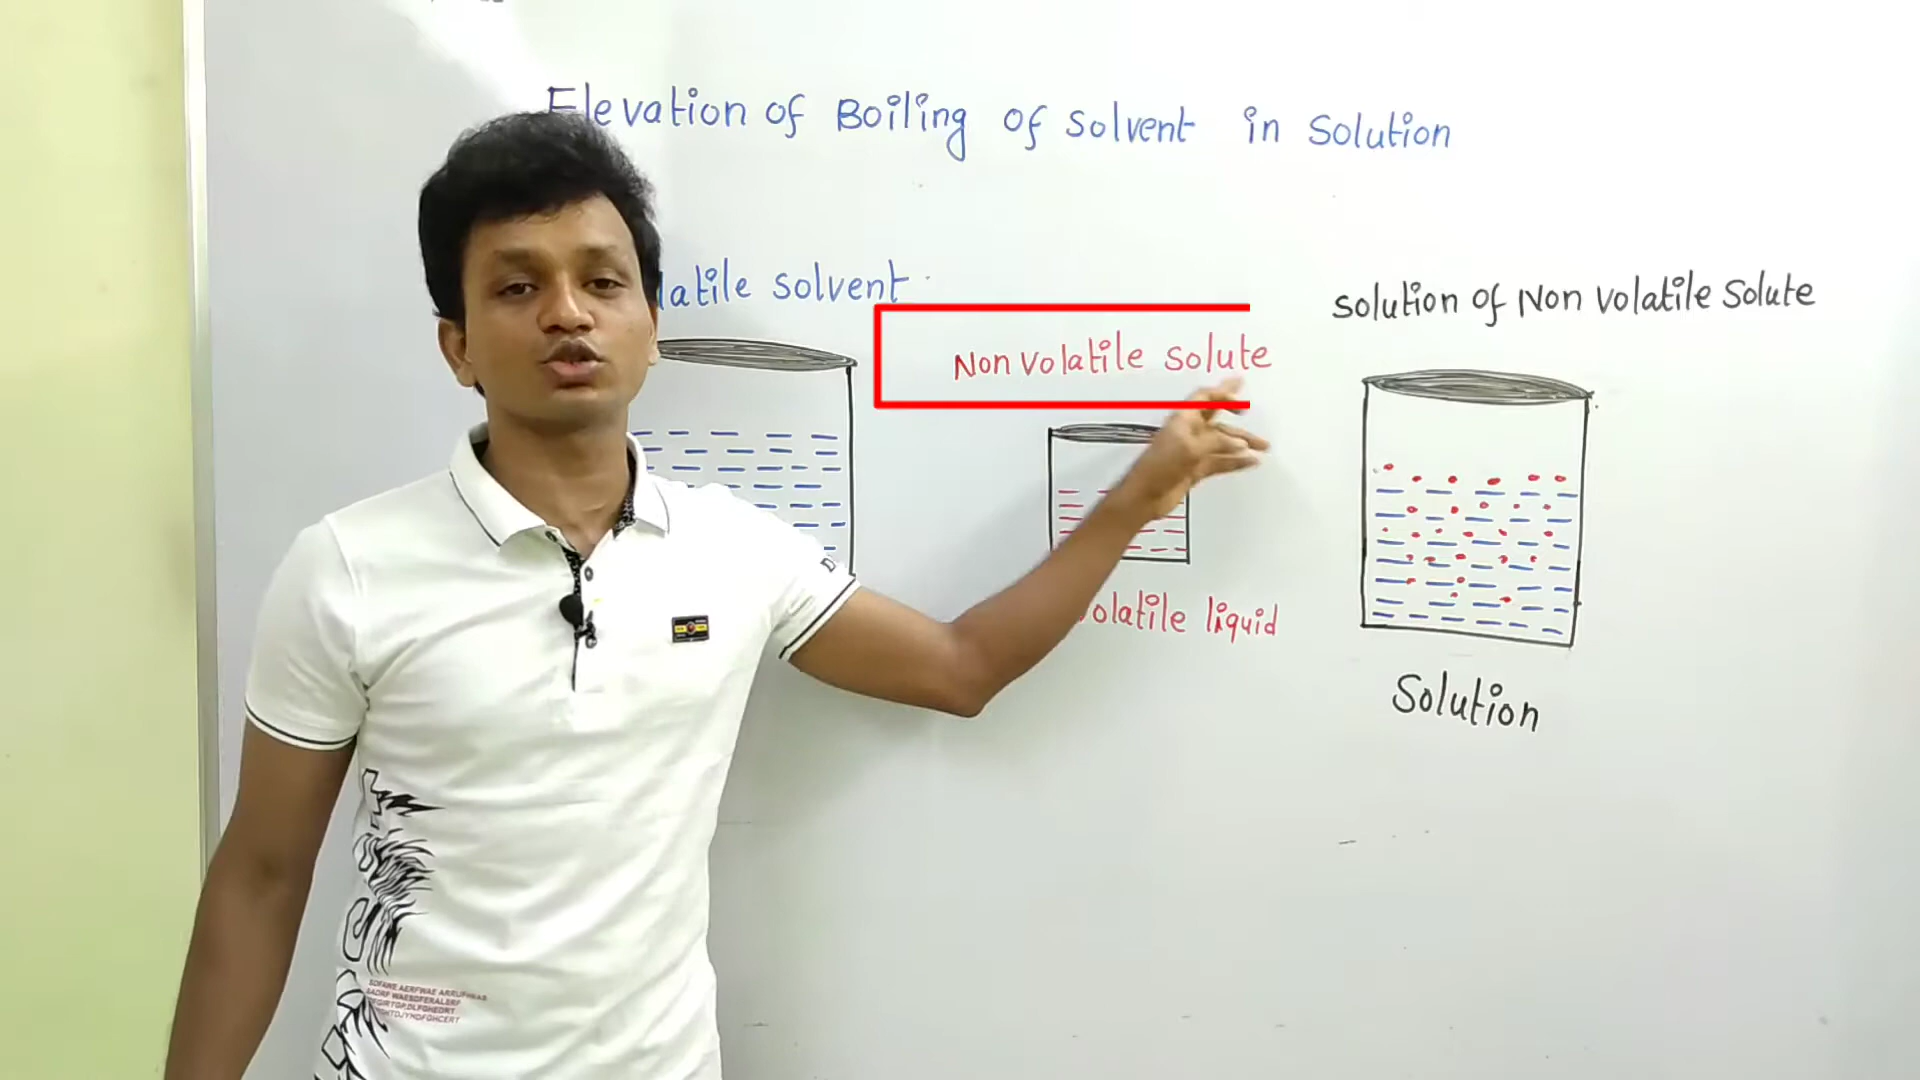 Elevation of Boiling of Solvent in Solution
latile solvent
Non volatile solute
Solution of Non volatile Solute
olatile liquid
Solution